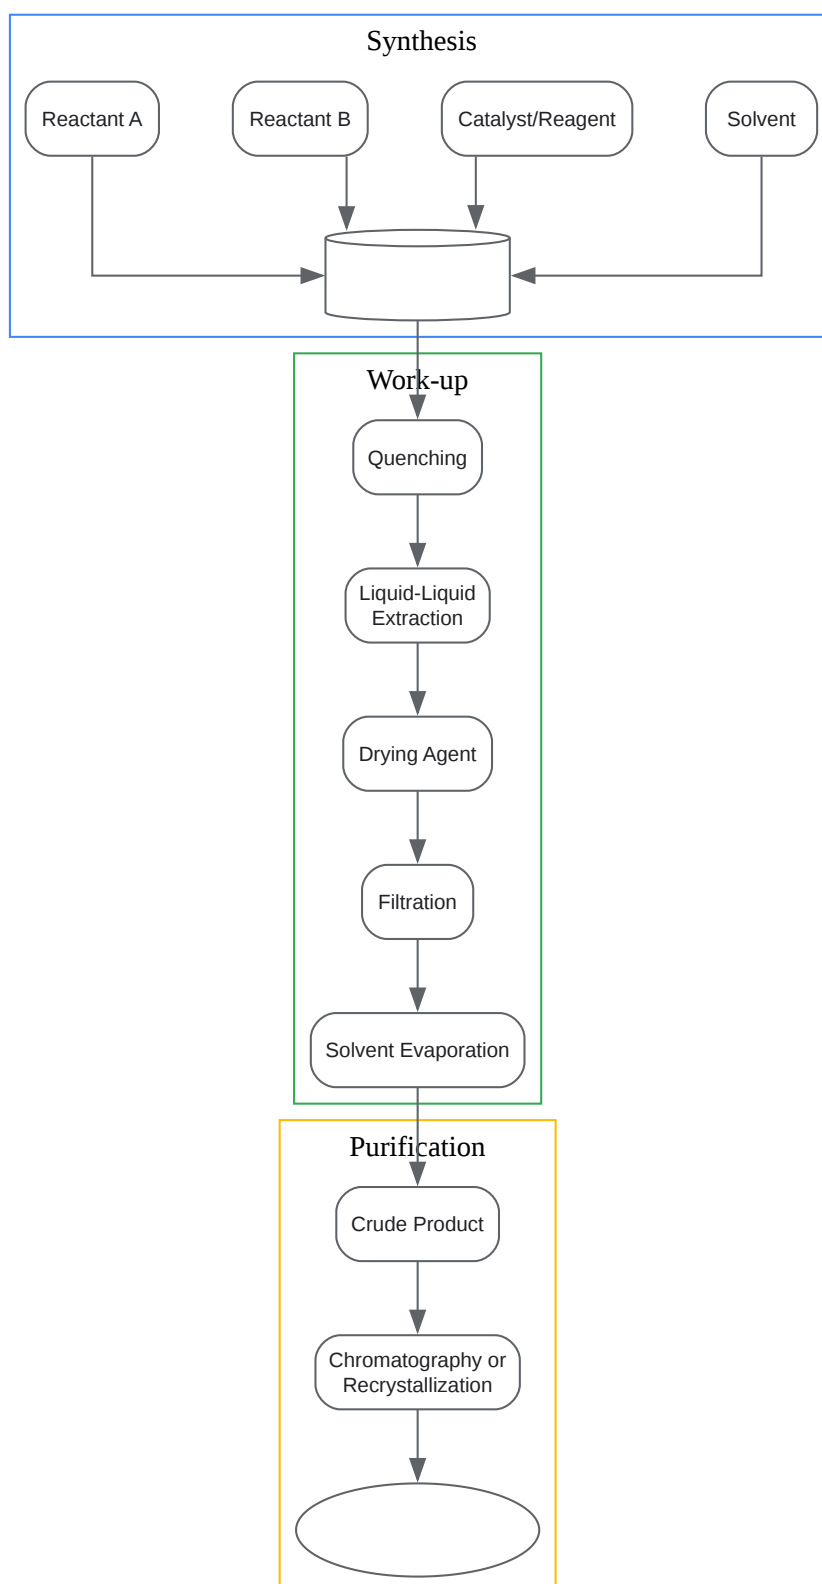 Synthesis
Reactant A
Reactant B
Catalyst/Reagent
Solvent
Work-up
Quenching
Liquid-Liquid
Extraction
Drying Agent
Filtration
Solvent Evaporation
Purification
Crude Product
Chromatography or
Recrystallization